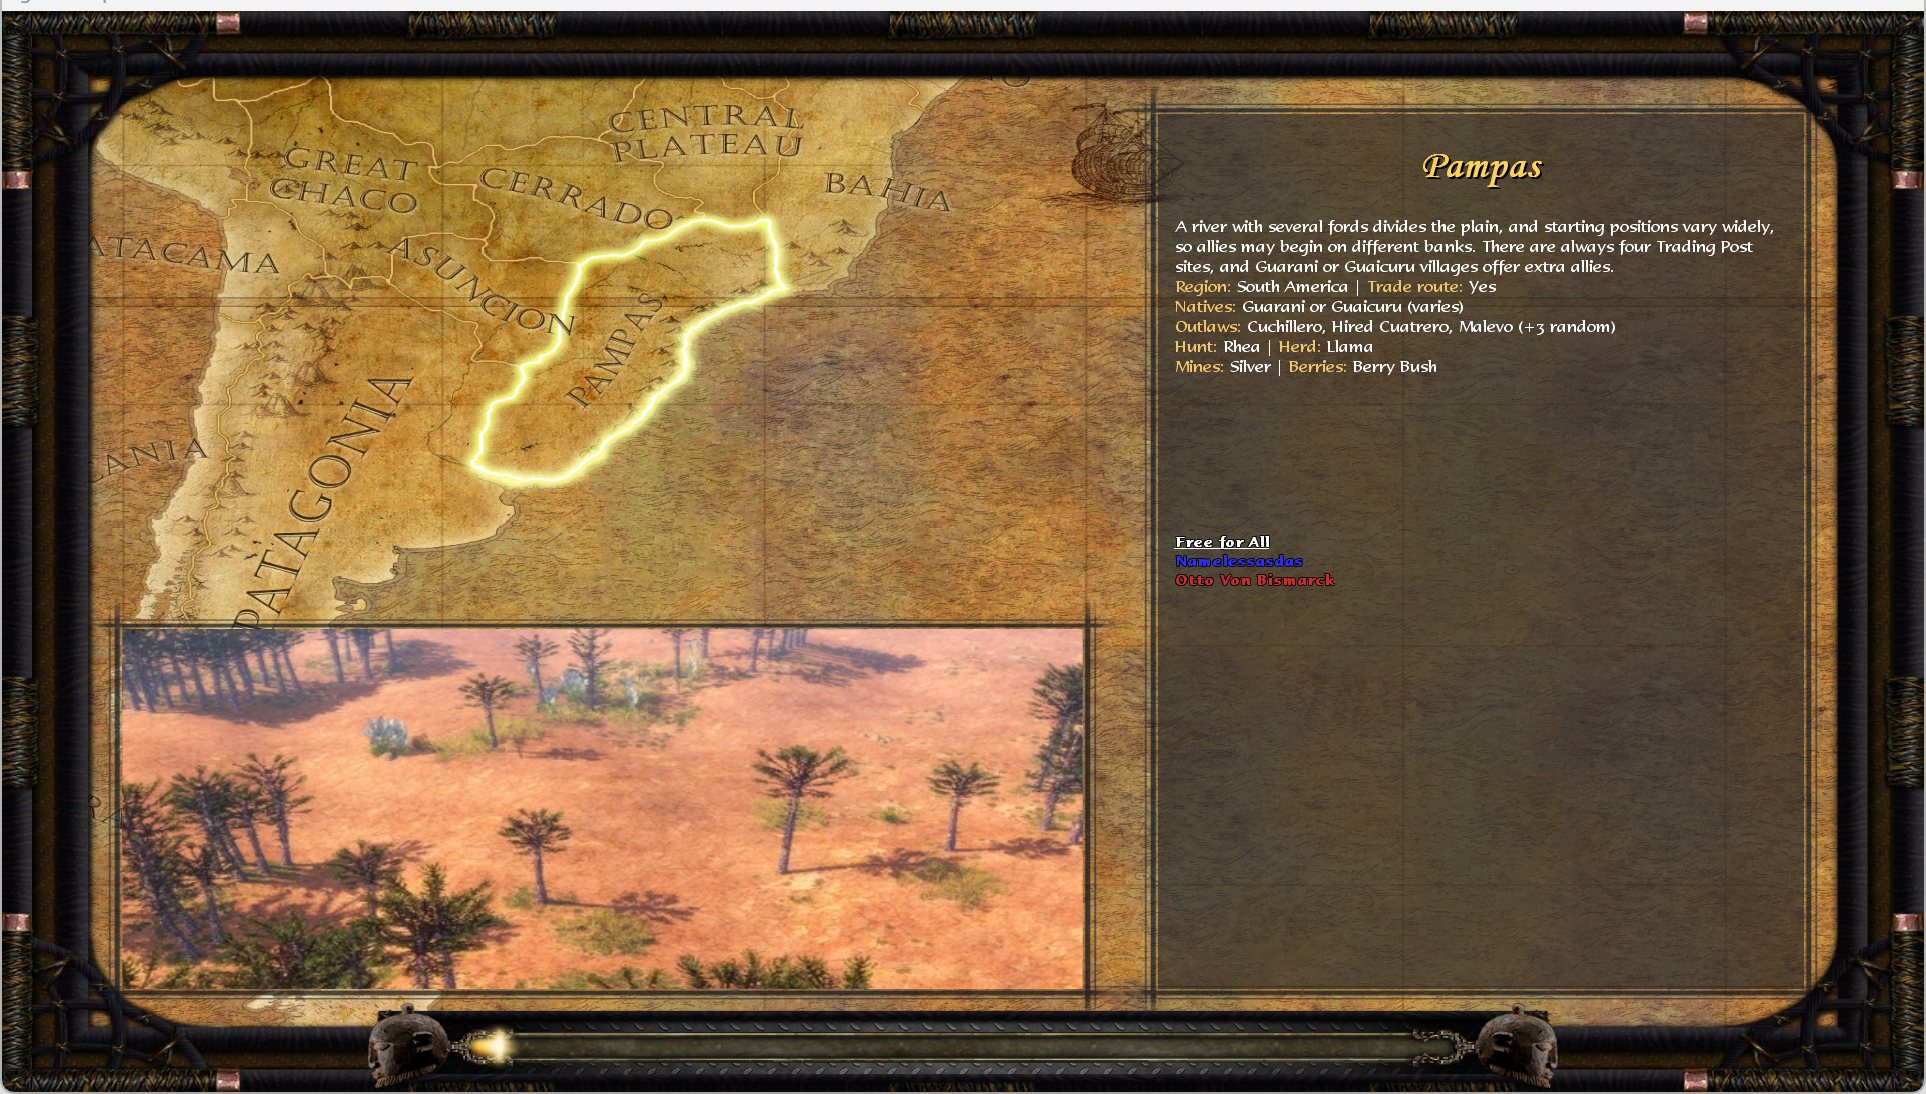 CENTRAL
PLATEAU
GREAT
CHACO
CERRADO
BAHIA
ATACAMA
ASUNCION
PAMPAS
PATAGONIA
Pampas
A river with several fords divides the plain, and starting positions vary widely,
so allies may begin on different banks. There are always four Trading Post
sites, and Guarani or Guaicuru villages offer extra allies.
Region: South America | Trade route: Yes
Natives: Guarani or Guaicuru (varies)
Outlaws: Cuchillero, Hired Cuatrero, Malevo (+3 random)
Hunt: Rhea | Herd: Llama
Mines: Silver | Berries: Berry Bush
Free for All
Namelessasdas
Otto Von Bismarck